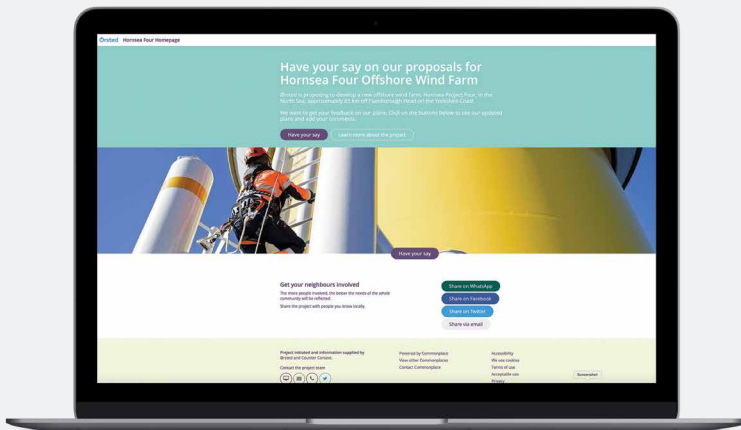 Ørsted Hornsea Four Homepage
Have your say on our proposals for
Hornsea Four Offshore Wind Farm
Ørsted is proposing to develop a new offshore wind farm, Hornsea Project Four, in the
North Sea, approximately 65 km off Flamborough Head on the Yorkshire Coast.
We want to get your feedback on our plans. Click on the buttons below to see our updated
plans and add your comments.
Have your say
Learn more about the project
Have your say
Get your neighbours involved
The more people involved, the better the needs of the whole
community will be reflected.
Share the project with people you know locally.
Share on WhatsApp
Share on Facebook
Share on Twitter
Share via email
Project initiated and information supplied by
Ørsted and Counter Context.
Contact the project team
Powered by Commonplace
View other Commonplaces
Contact Commonplace
Accessibility
We use cookies
Terms of use
Acceptable use
Privacy
Screenshot